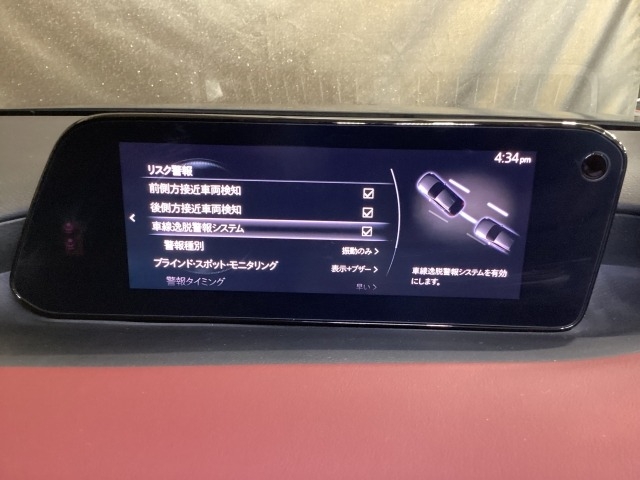 4:34 pm
リスク警報
前側方接近車両検知
後側方接近車両検知
車線逸脱警報システム
警報種別 振動のみ
ブラインド・スポット・モニタリング 表示+ブザー
警報タイミング 早い
車線逸脱警報システムを有効
にします。